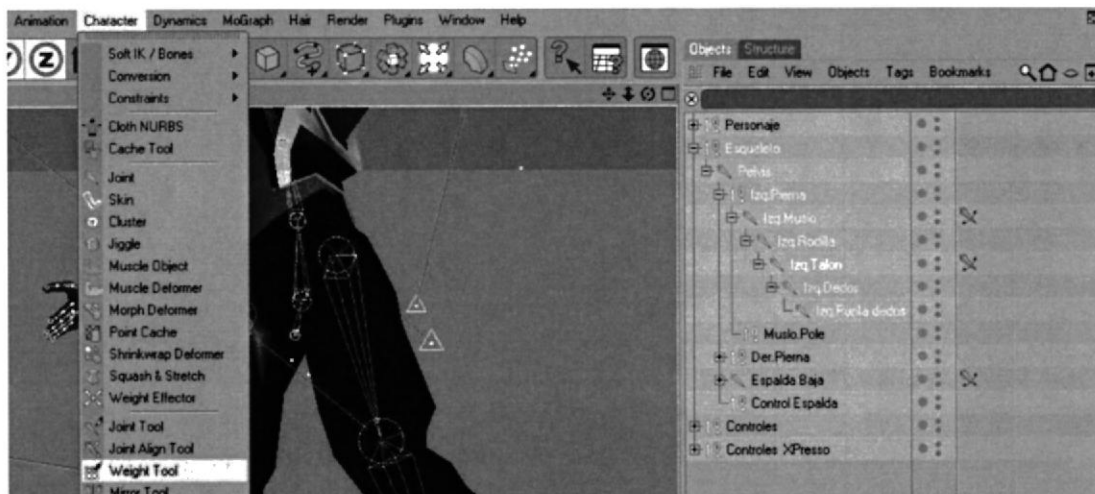 Animation Character Dynamics MoGraph Hair Render Plugins Window Help
Soft IK / Bones
Conversion
Constraints
Cloth NURBS
Cache Tool
Joint
Skin
Cluster
Jiggle
Muscle Object
Muscle Deformer
Morph Deformer
Point Cache
Shrinkwrap Deformer
Squash & Stretch
Weight Effector
Joint Tool
Joint Align Tool
Weight Tool
Mirror Tool
Objects Structure
File Edit View Objects Tags Bookmarks
Personaje
Esqueleto
Pelvis
Izq.Pierna
Izq.Muslo
Izq.Rodilla
Izq.Talon
Izq.Dedos
Izq.Punta dedos
Muslo.Pole
Der.Pierna
Espalda Baja
Control Espalda
Controles
Controles XPresso